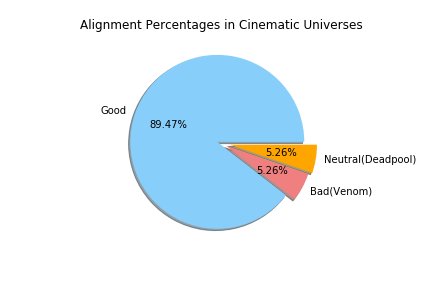 Alignment Percentages in Cinematic Universes
Good
89.47%
5.26%
Neutral(Deadpool)
5.26%
Bad(Venom)